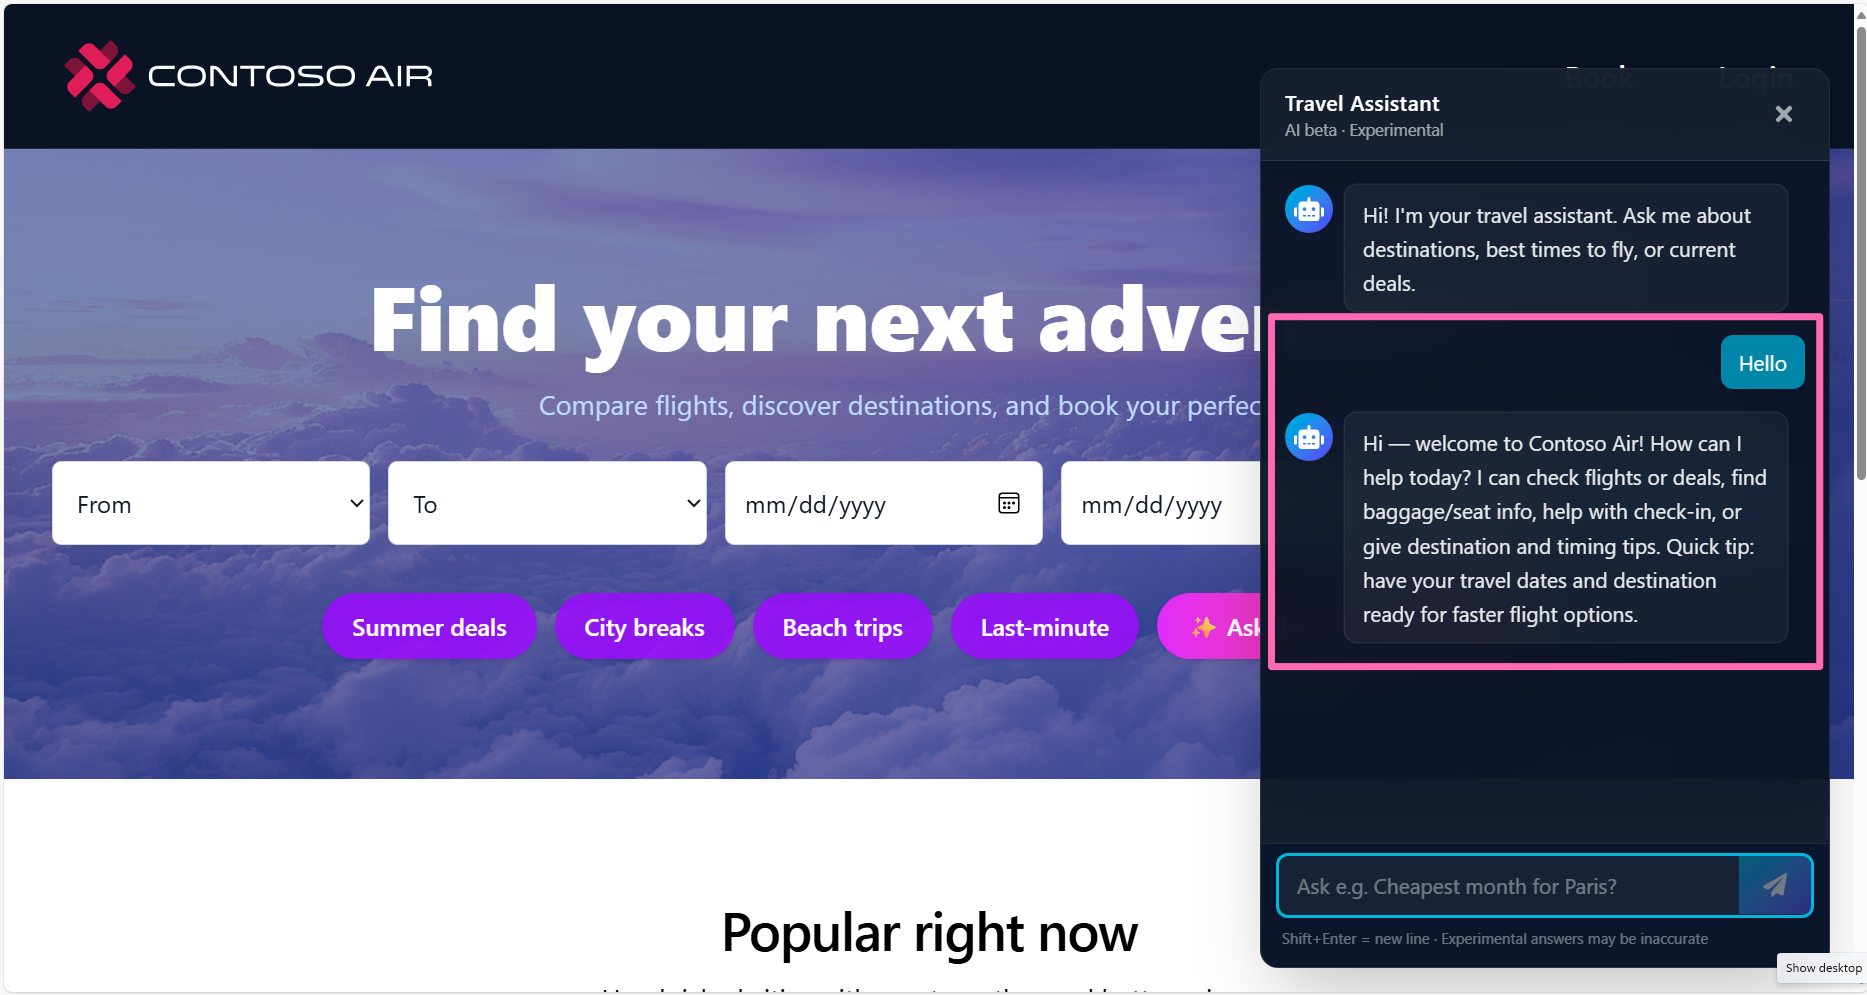 CONTOSO AIR
Book
Login
Find your next adver
Compare flights, discover destinations, and book your perfec
From
To
mm/dd/yyyy
mm/dd/yyyy
Summer deals
City breaks
Beach trips
Last-minute
✨ Ask
Popular right now
Travel Assistant
AI beta · Experimental
Hi! I'm your travel assistant. Ask me about
destinations, best times to fly, or current
deals.
Hello
Hi — welcome to Contoso Air! How can I
help today? I can check flights or deals, find
baggage/seat info, help with check-in, or
give destination and timing tips. Quick tip:
have your travel dates and destination
ready for faster flight options.
Ask e.g. Cheapest month for Paris?
Shift+Enter = new line · Experimental answers may be inaccurate
Show desktop